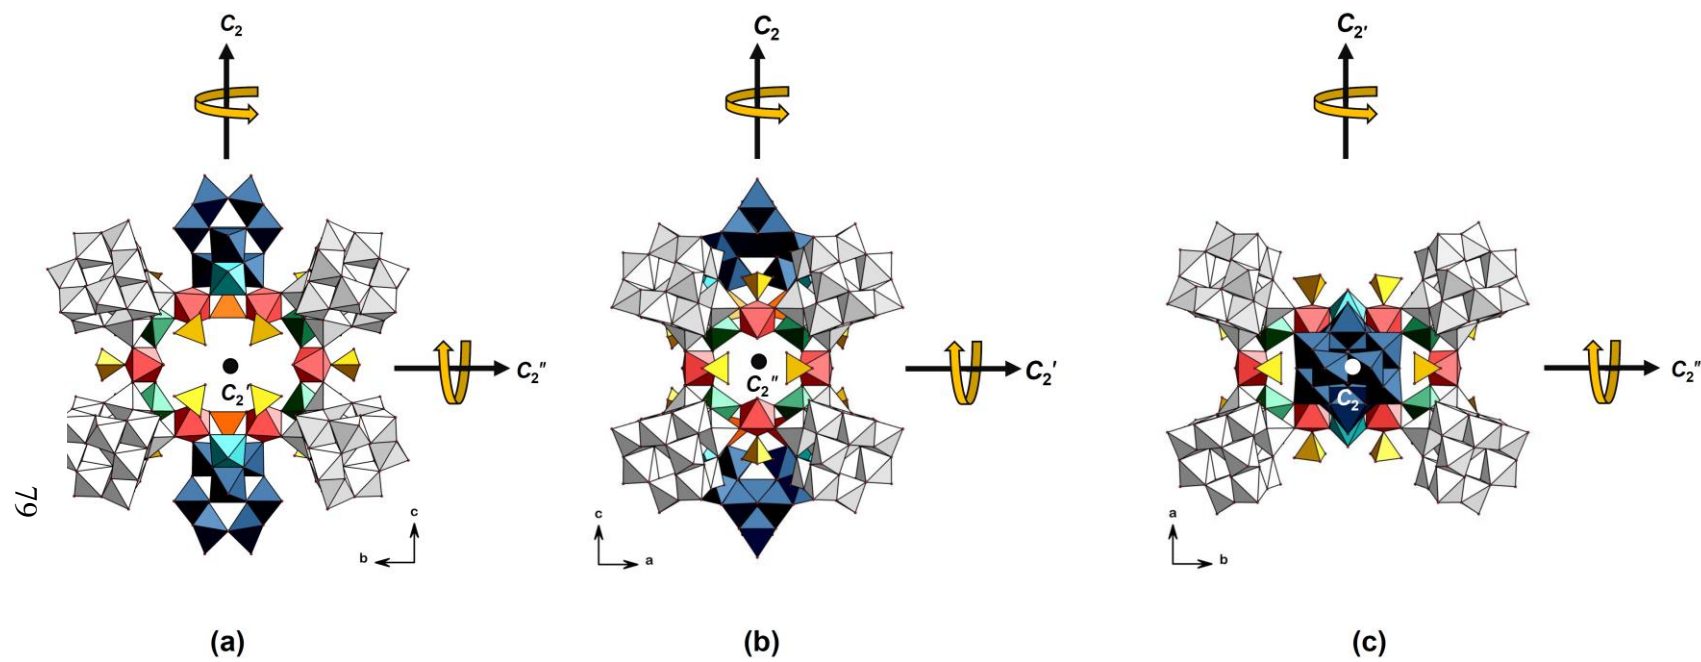 C₂ C₂ C₂′
C₂″ C₂′ C₂″
C₂′ C₂″ C₂
79
c c a
b a b
(a) (b) (c)